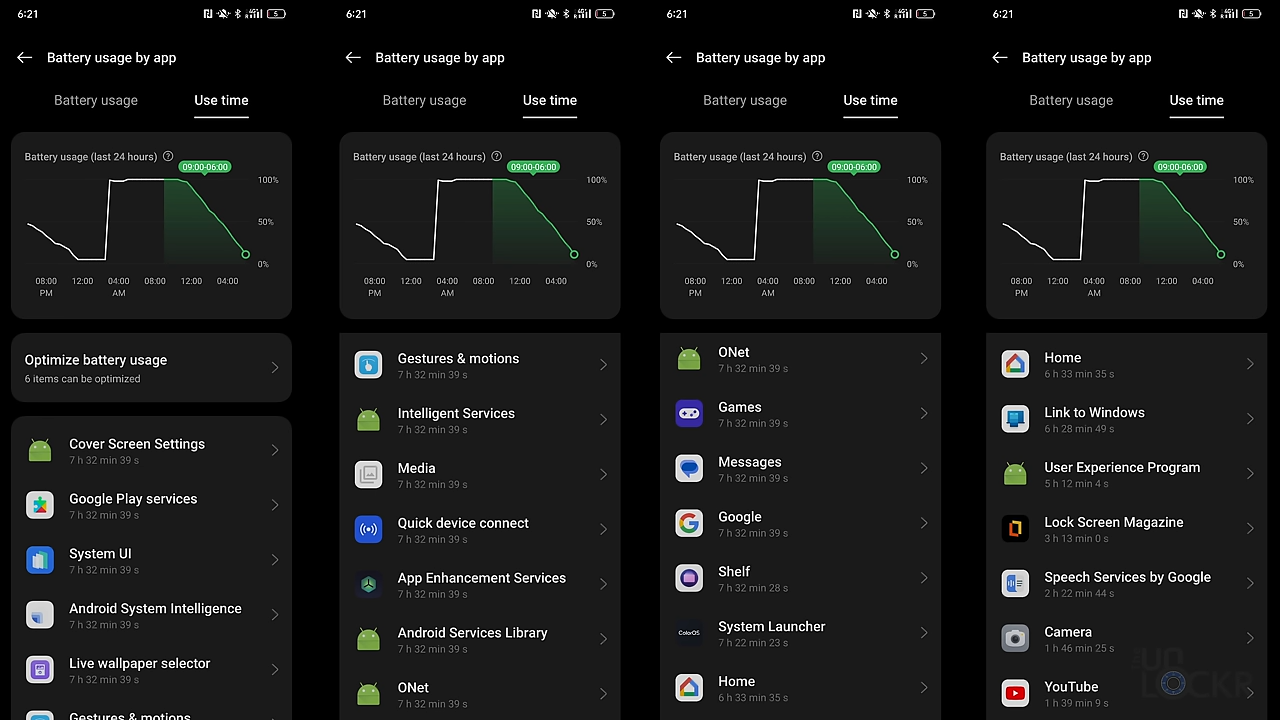 6:21
5
Battery usage by app
Battery usage
Use time
Battery usage (last 24 hours)
09:00-06:00
100%
50%
0%
08:00 12:00 04:00 08:00 12:00 04:00
PM AM
Optimize battery usage
6 items can be optimized
Cover Screen Settings
7 h 32 min 39 s
Google Play services
7 h 32 min 39 s
System UI
7 h 32 min 39 s
Android System Intelligence
7 h 32 min 39 s
Live wallpaper selector
7 h 32 min 39 s
Gestures & motions
6:21
5
Battery usage by app
Battery usage
Use time
Battery usage (last 24 hours)
09:00-06:00
100%
50%
0%
08:00 12:00 04:00 08:00 12:00 04:00
PM AM
Gestures & motions
7 h 32 min 39 s
Intelligent Services
7 h 32 min 39 s
Media
7 h 32 min 39 s
Quick device connect
7 h 32 min 39 s
App Enhancement Services
7 h 32 min 39 s
Android Services Library
7 h 32 min 39 s
ONet
7 h 32 min 39 s
6:21
5
Battery usage by app
Battery usage
Use time
Battery usage (last 24 hours)
09:00-06:00
100%
50%
0%
08:00 12:00 04:00 08:00 12:00 04:00
PM AM
ONet
7 h 32 min 39 s
Games
7 h 32 min 39 s
Messages
7 h 32 min 39 s
Google
7 h 32 min 39 s
Shelf
7 h 32 min 28 s
ColorOS
System Launcher
7 h 22 min 23 s
Home
6 h 33 min 35 s
6:21
5
Battery usage by app
Battery usage
Use time
Battery usage (last 24 hours)
09:00-06:00
100%
50%
0%
08:00 12:00 04:00 08:00 12:00 04:00
PM AM
Home
6 h 33 min 35 s
Link to Windows
6 h 28 min 49 s
User Experience Program
5 h 12 min 4 s
Lock Screen Magazine
3 h 13 min 0 s
Speech Services by Google
2 h 22 min 44 s
Camera
1 h 46 min 25 s
YouTube
1 h 39 min 9 s
THE
UN
LOCKR